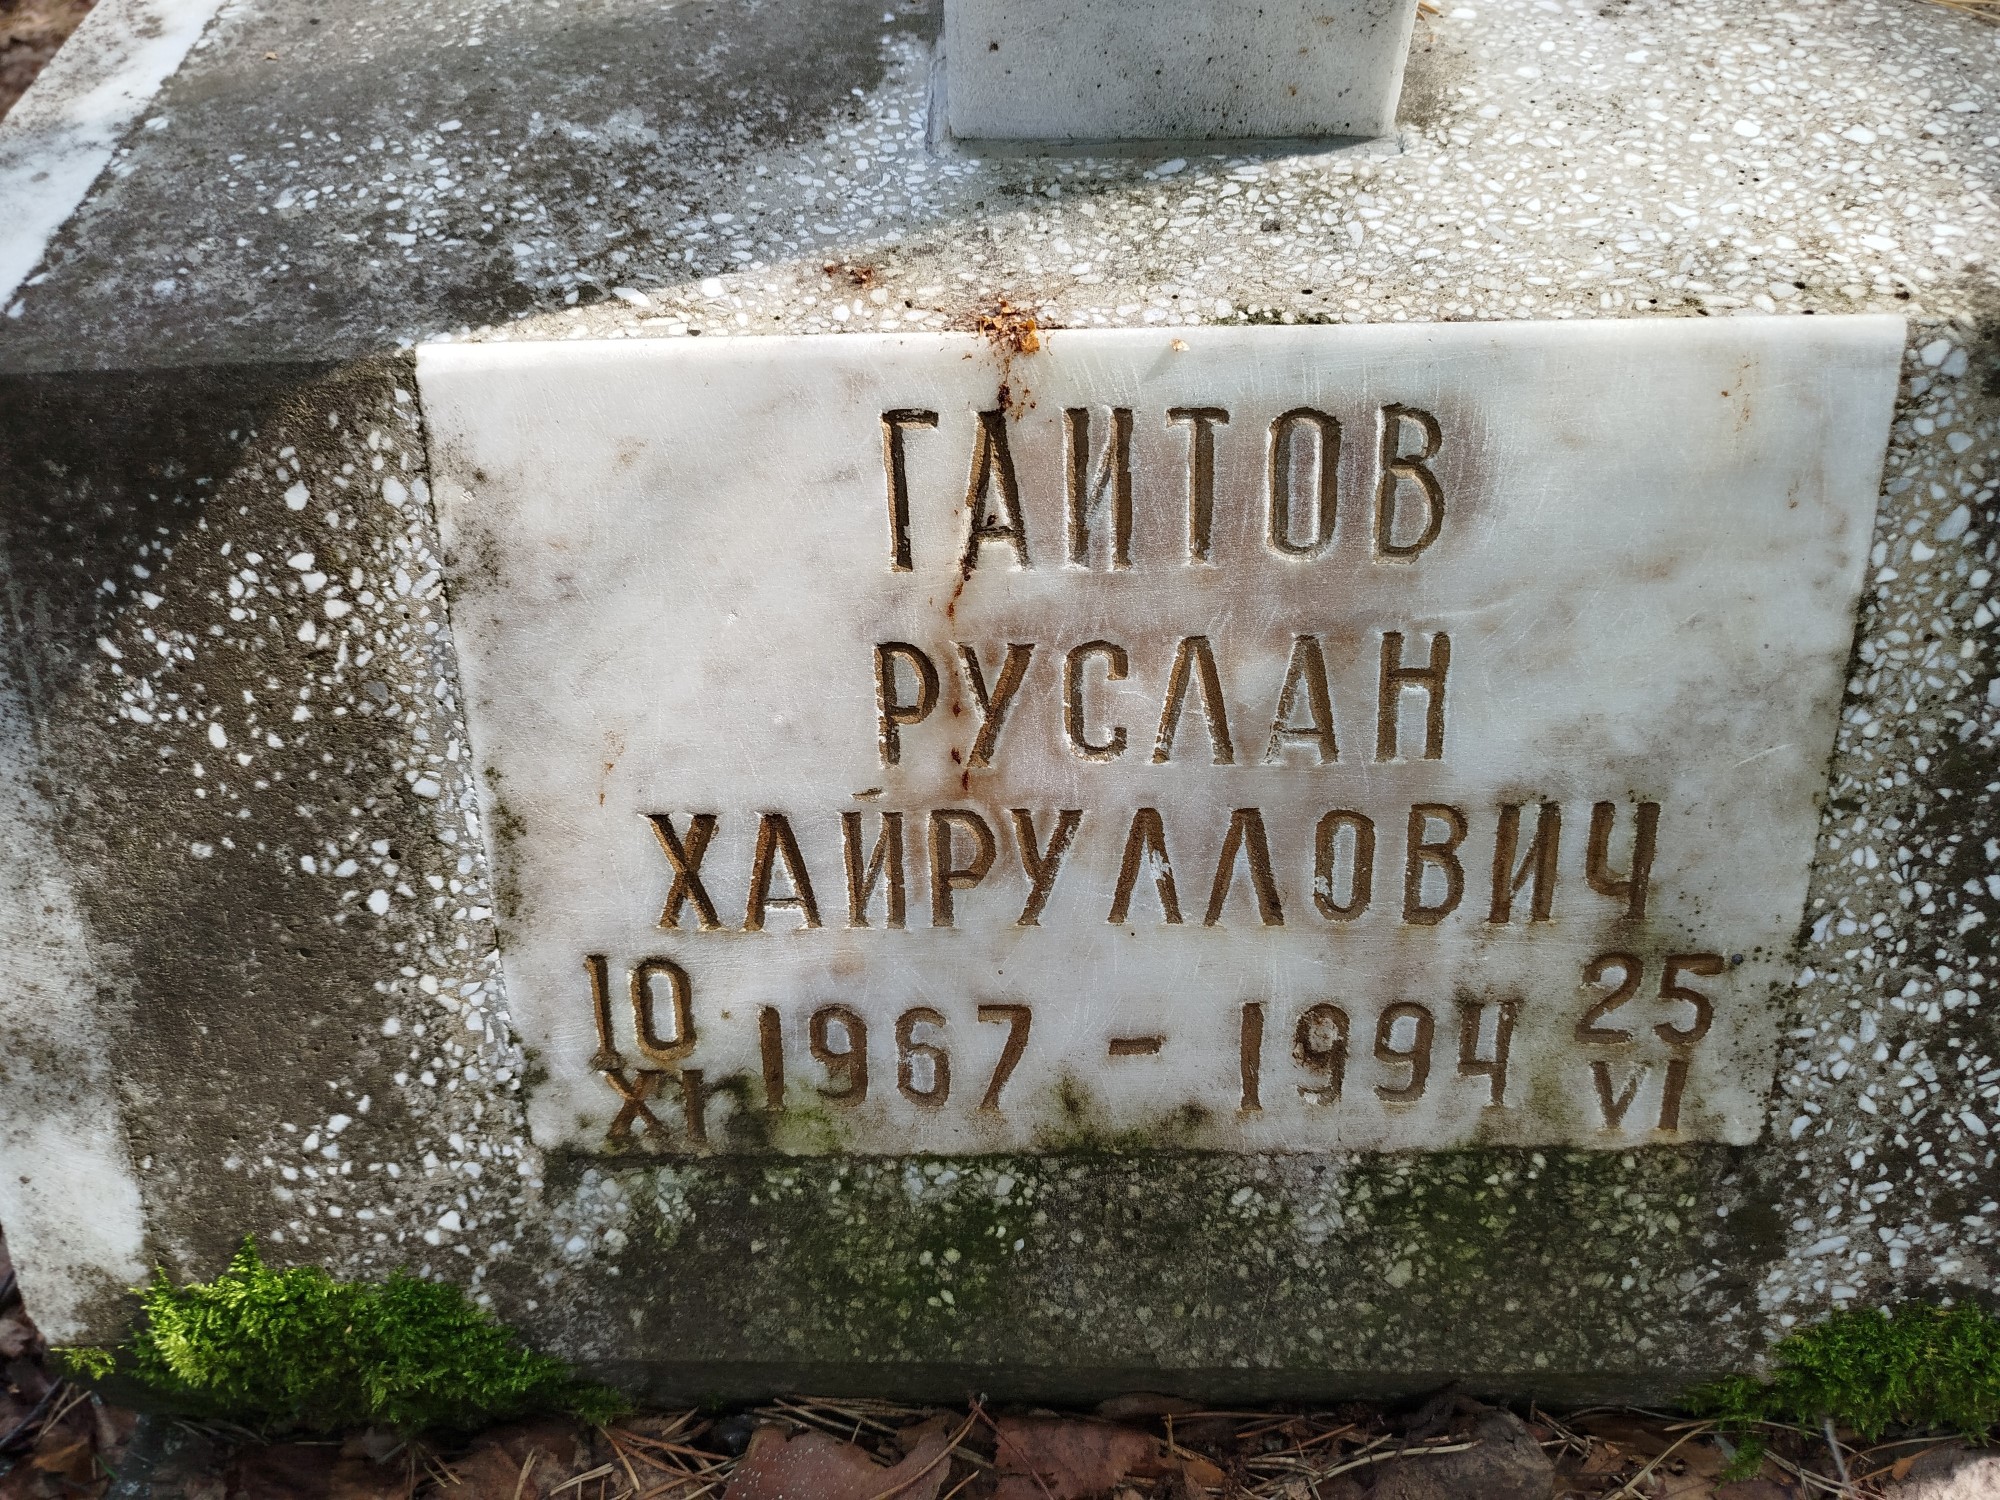 ГАИТОВ
РУСЛАН
ХАЙРУЛЛОВИЧ
10 XI 1967 - 1994 25 VI